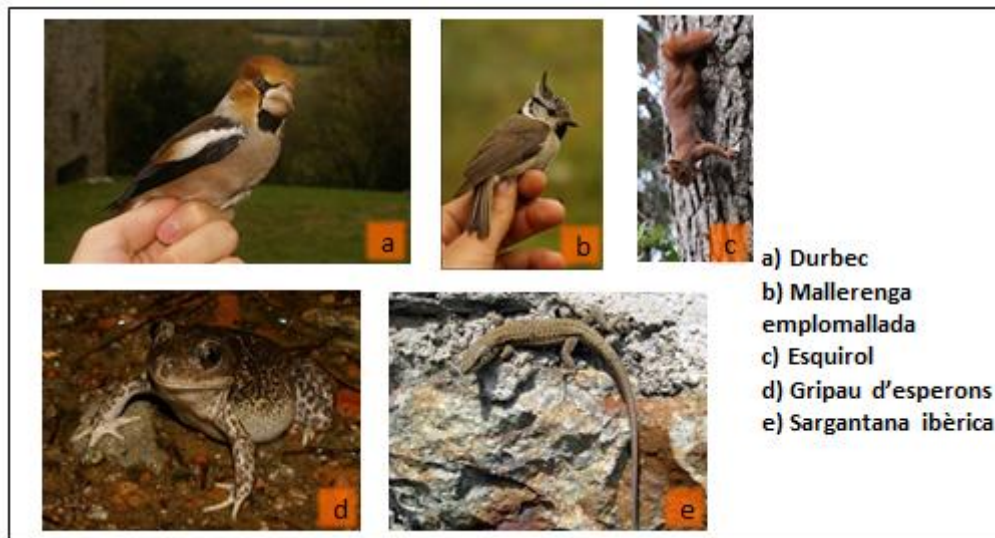 a
b
c
d
e
a) Durbec
b) Mallerenga
emplomallada
c) Esquirol
d) Gripau d’esperons
e) Sargantana ibèrica